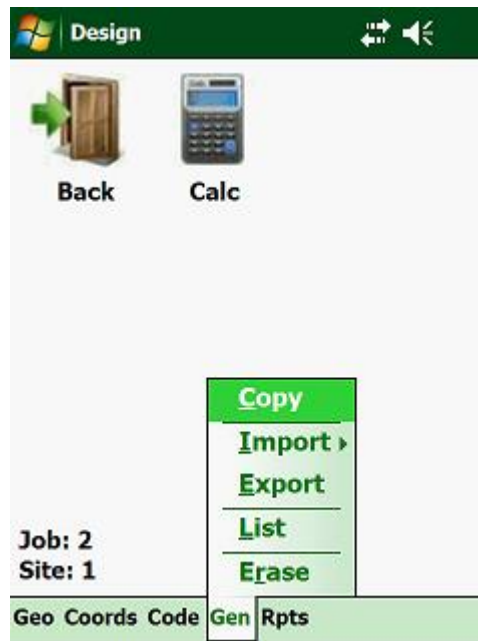 Design
Back Calc
Copy
Import
Export
List
Erase
Job: 2
Site: 1
Geo Coords Code Gen Rpts